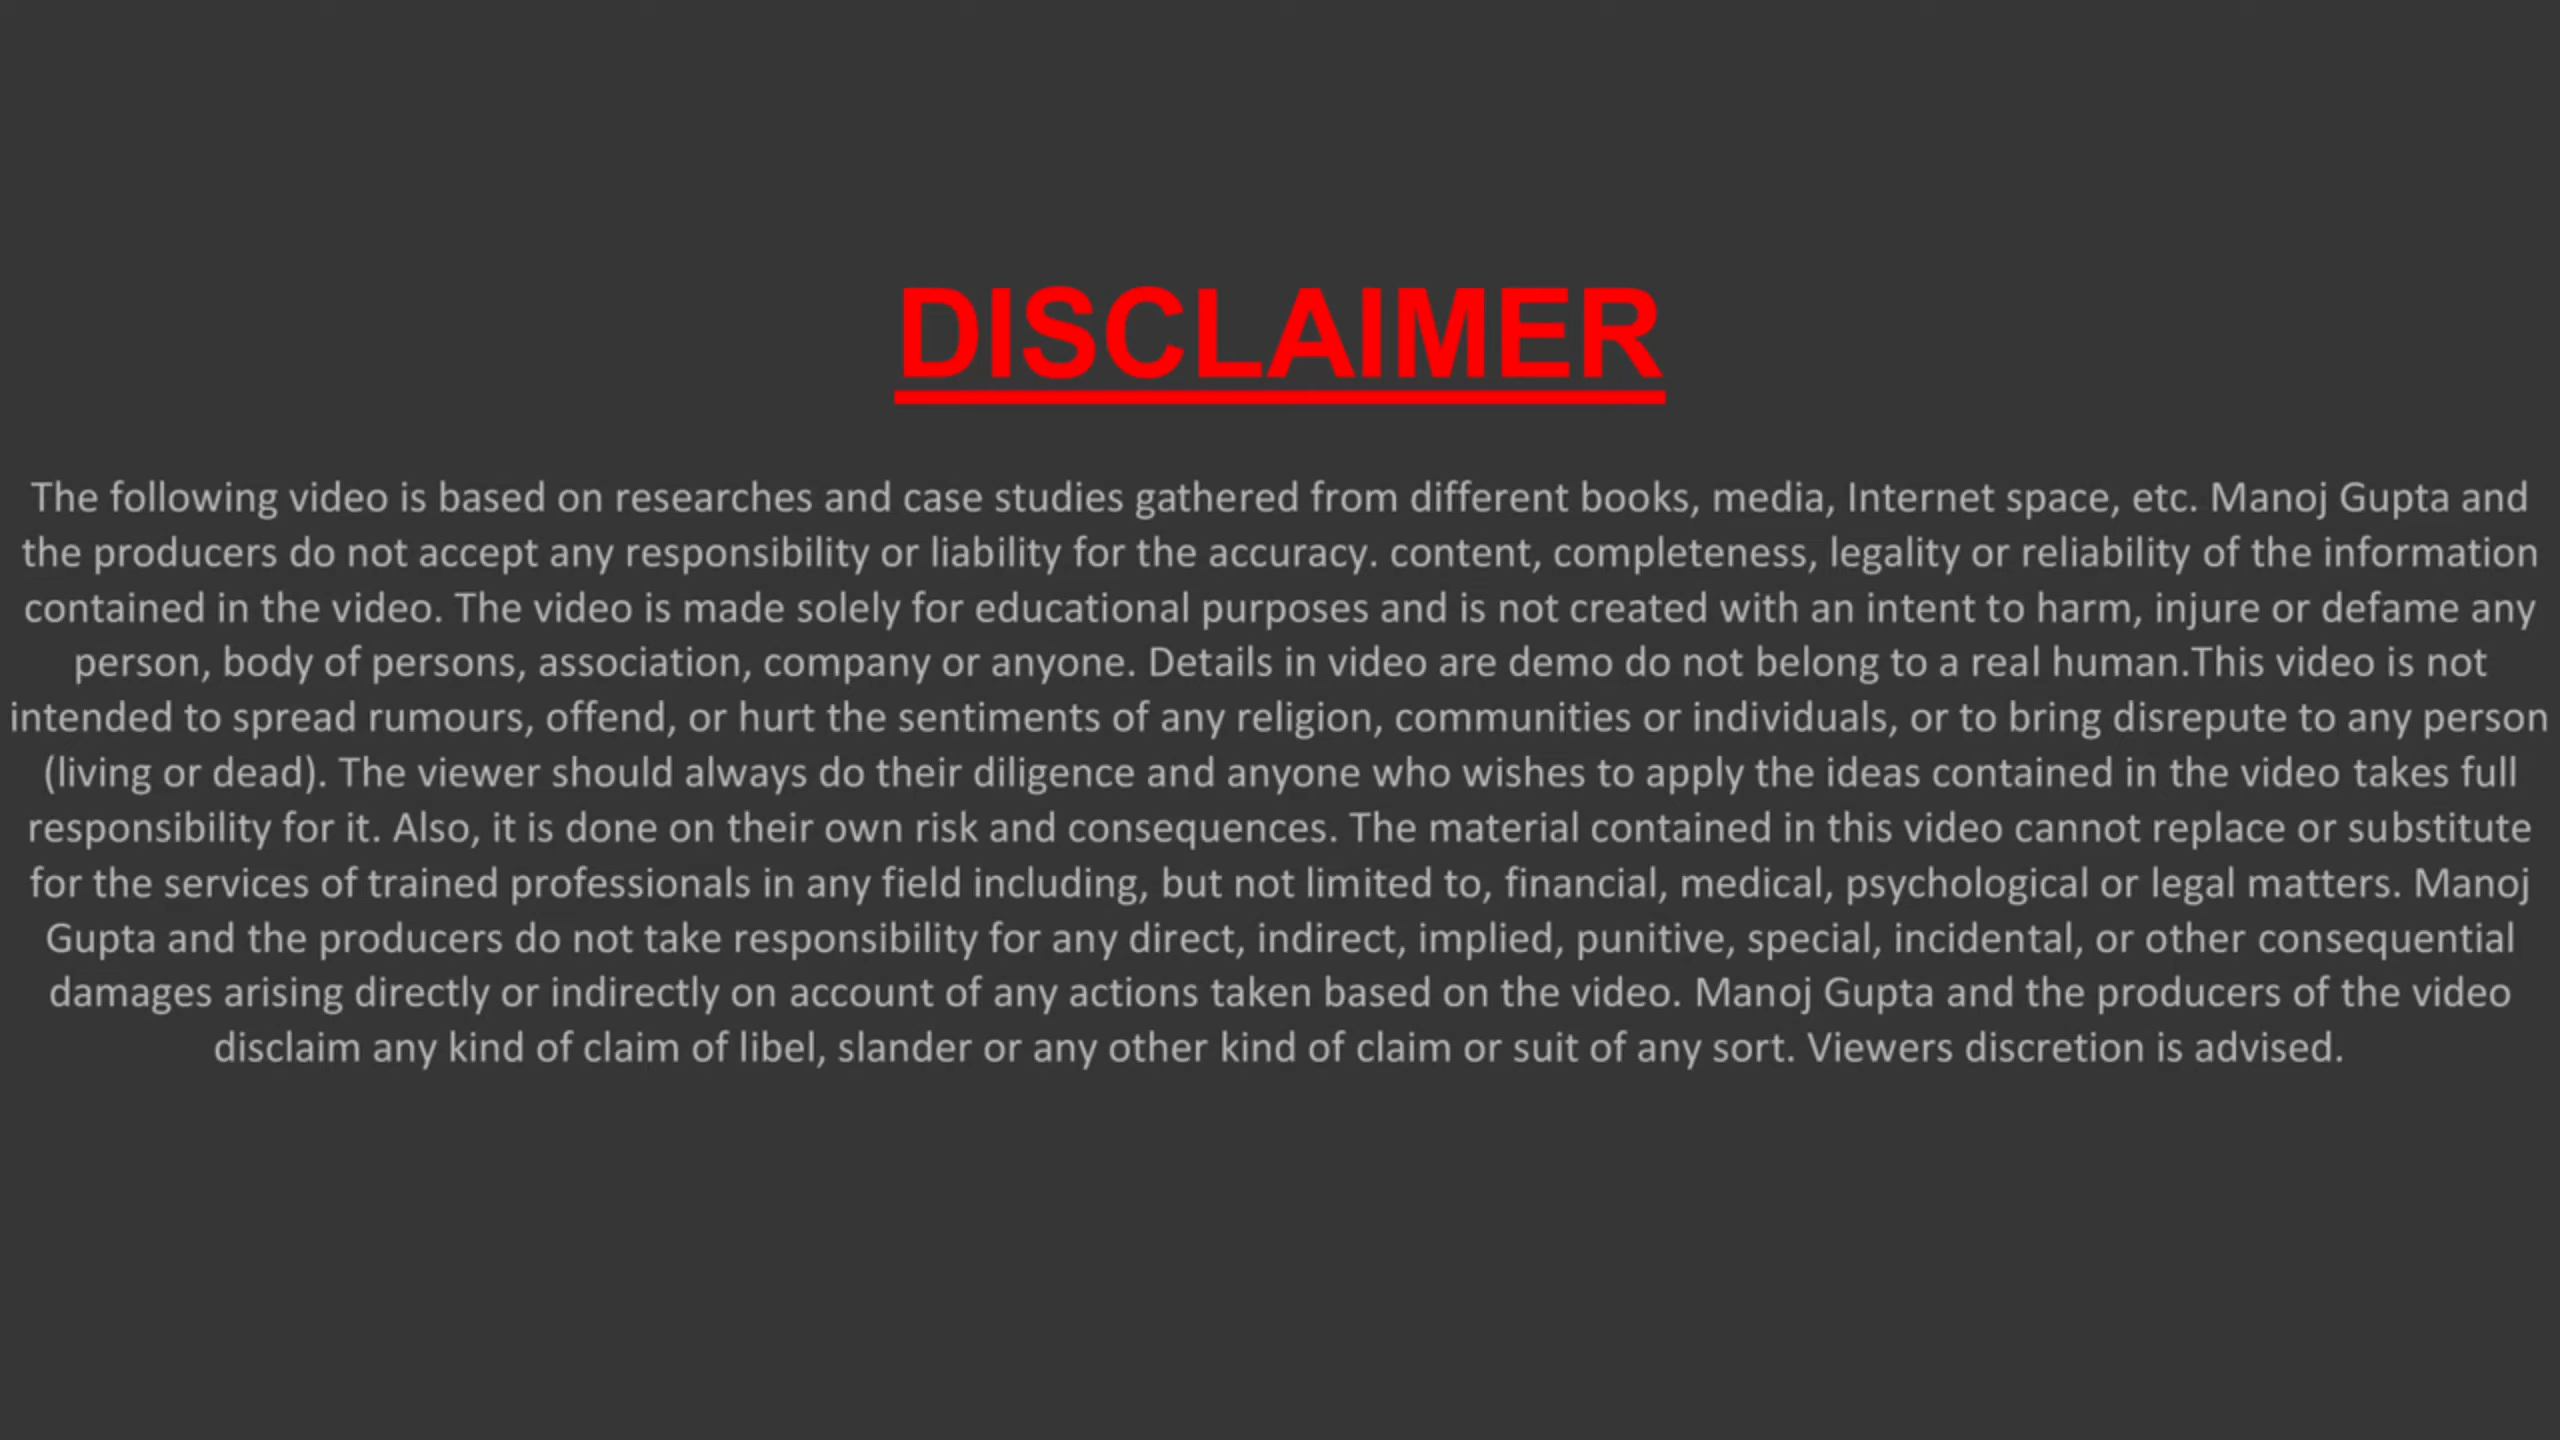 DISCLAIMER
The following video is based on researches and case studies gathered from different books, media, Internet space, etc. Manoj Gupta and
the producers do not accept any responsibility or liability for the accuracy. content, completeness, legality or reliability of the information
contained in the video. The video is made solely for educational purposes and is not created with an intent to harm, injure or defame any
person, body of persons, association, company or anyone. Details in video are demo do not belong to a real human.This video is not
intended to spread rumours, offend, or hurt the sentiments of any religion, communities or individuals, or to bring disrepute to any person
(living or dead). The viewer should always do their diligence and anyone who wishes to apply the ideas contained in the video takes full
responsibility for it. Also, it is done on their own risk and consequences. The material contained in this video cannot replace or substitute
for the services of trained professionals in any field including, but not limited to, financial, medical, psychological or legal matters. Manoj
Gupta and the producers do not take responsibility for any direct, indirect, implied, punitive, special, incidental, or other consequential
damages arising directly or indirectly on account of any actions taken based on the video. Manoj Gupta and the producers of the video
disclaim any kind of claim of libel, slander or any other kind of claim or suit of any sort. Viewers discretion is advised.